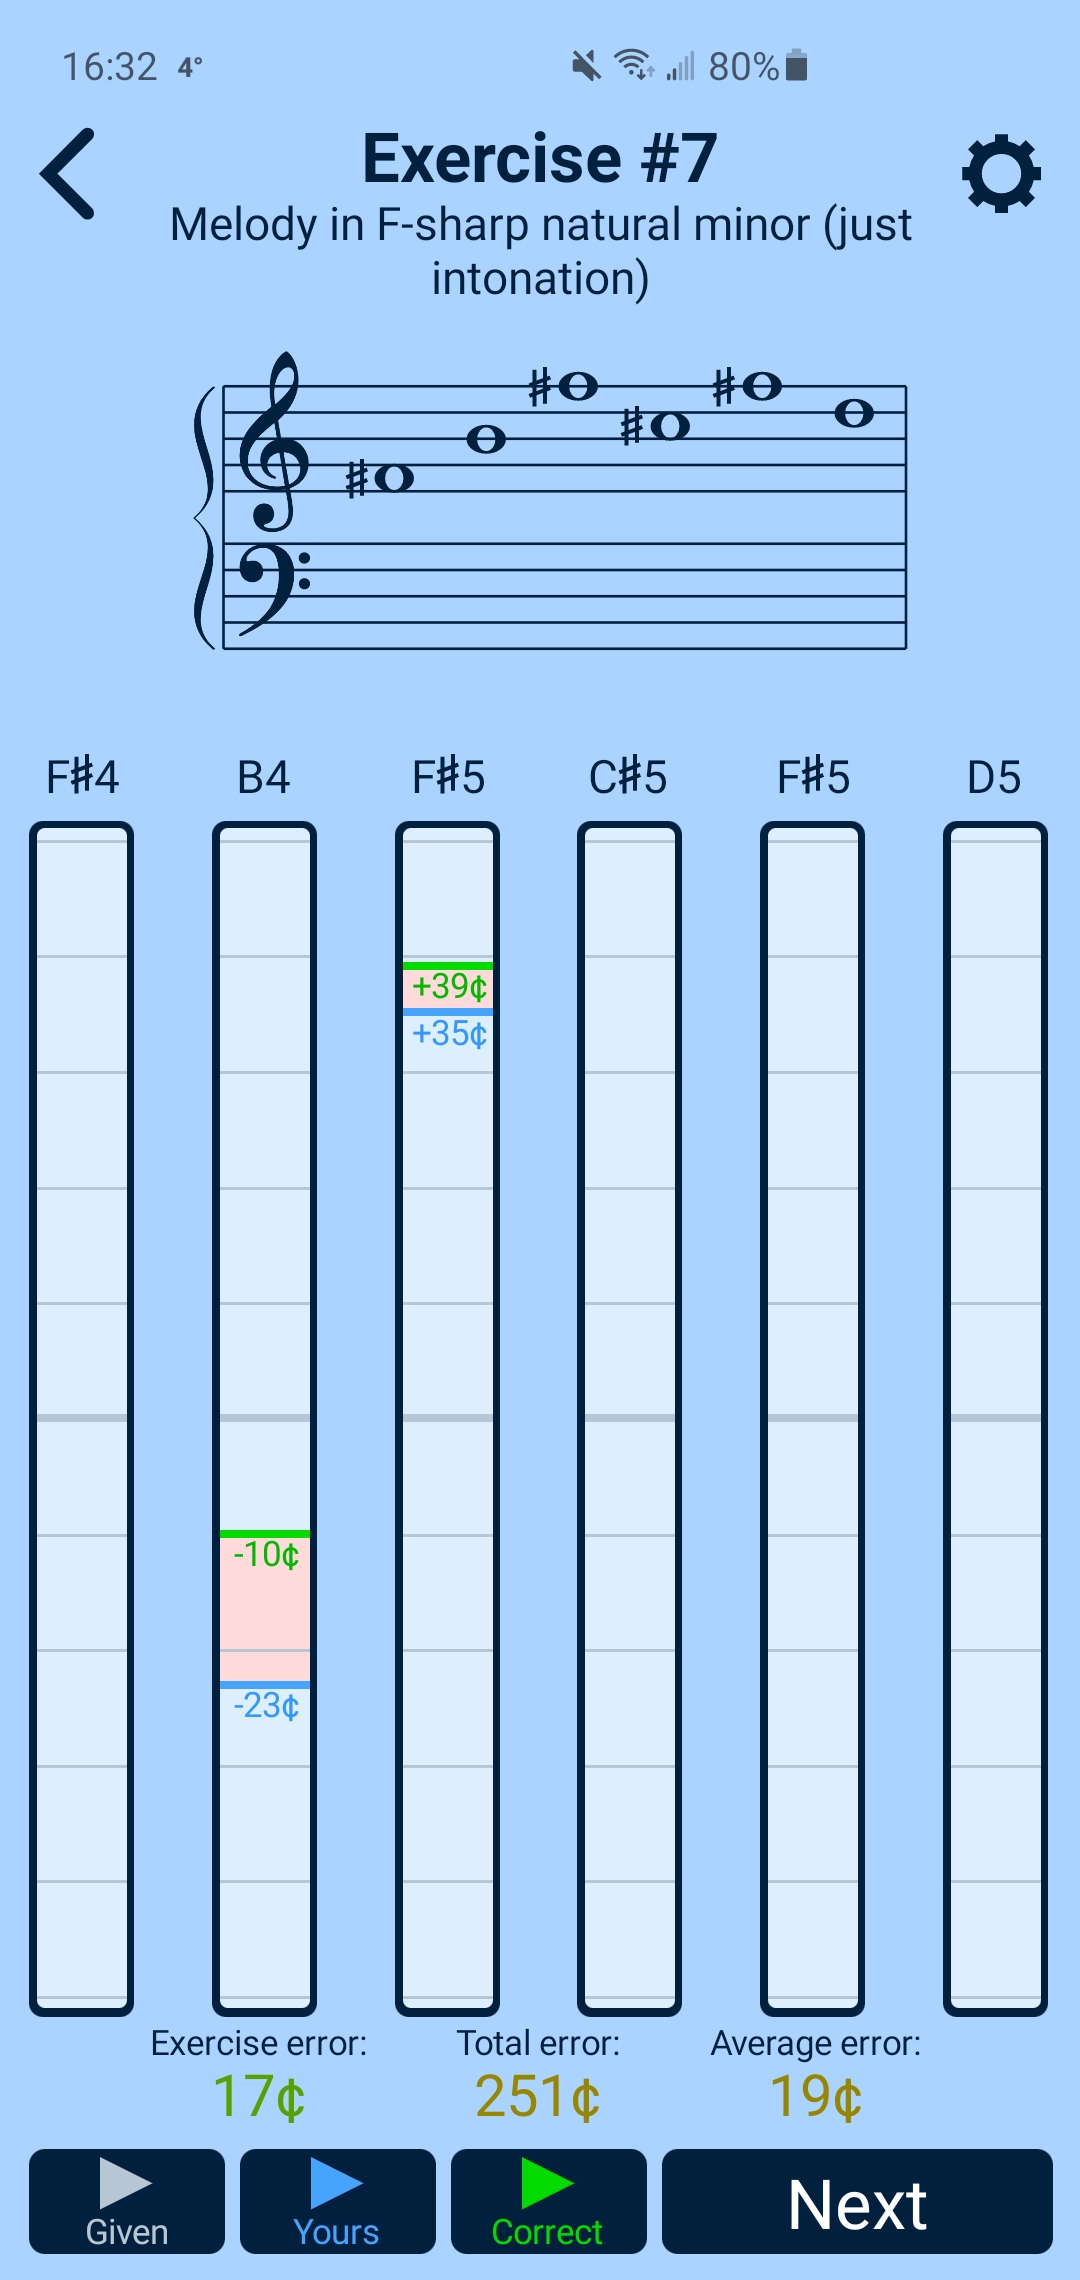 16:32 4° 80%
Exercise #7
Melody in F-sharp natural minor (just
intonation)
F♯4 B4 F♯5 C♯5 F♯5 D5
+39¢
+35¢
-10¢
-23¢
Exercise error: Total error: Average error:
17¢ 251¢ 19¢
Given Yours Correct Next